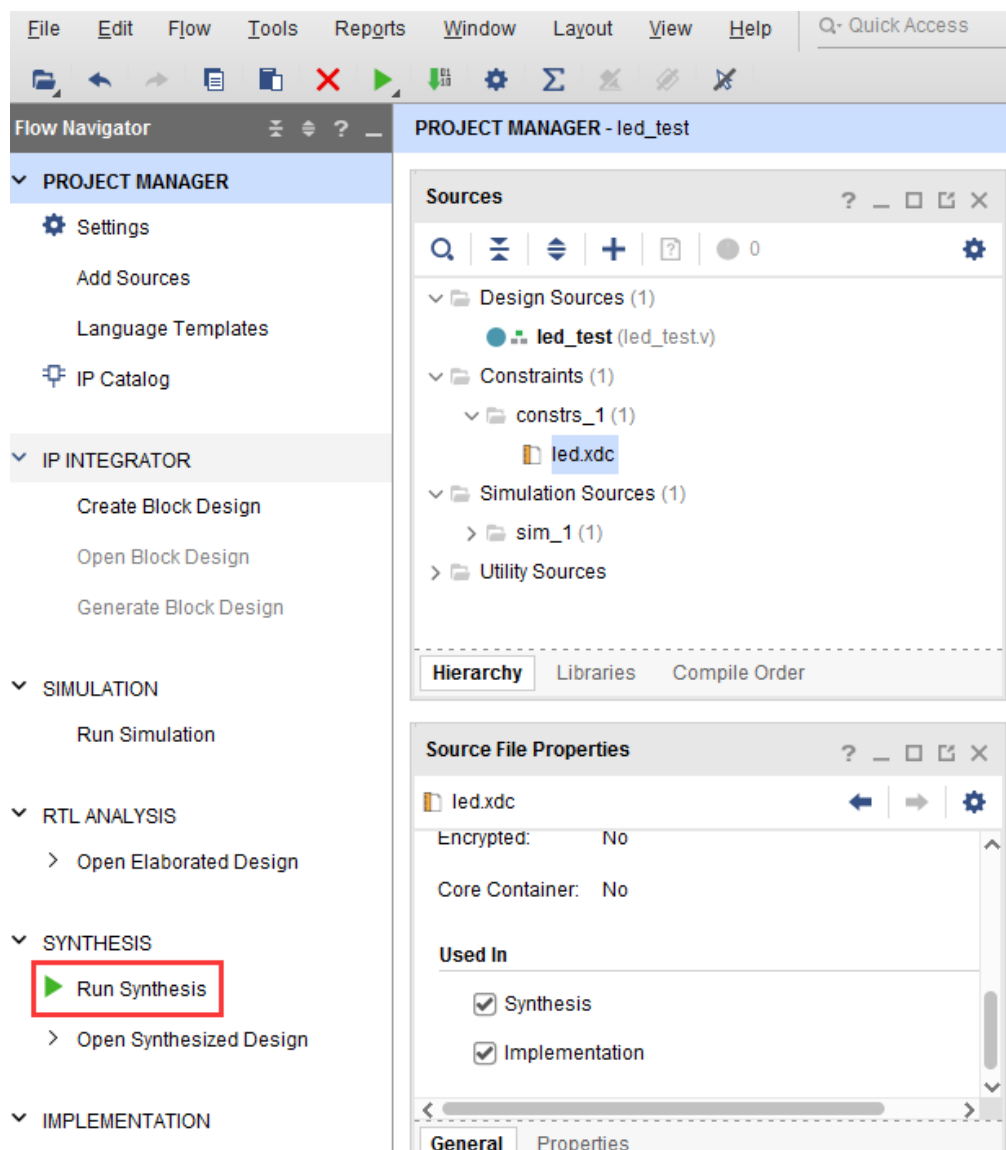 File Edit Flow Tools Reports Window Layout View Help Q- Quick Access
Flow Navigator ? _
PROJECT MANAGER
Settings
Add Sources
Language Templates
IP Catalog
IP INTEGRATOR
Create Block Design
Open Block Design
Generate Block Design
SIMULATION
Run Simulation
RTL ANALYSIS
Open Elaborated Design
SYNTHESIS
Run Synthesis
Open Synthesized Design
IMPLEMENTATION
PROJECT MANAGER - led_test
Sources
0
Design Sources (1)
led_test (led_test.v)
Constraints (1)
constrs_1 (1)
led.xdc
Simulation Sources (1)
sim_1 (1)
Utility Sources
Hierarchy Libraries Compile Order
Source File Properties
led.xdc
Encrypted: No
Core Container: No
Used In
Synthesis
Implementation
General Properties